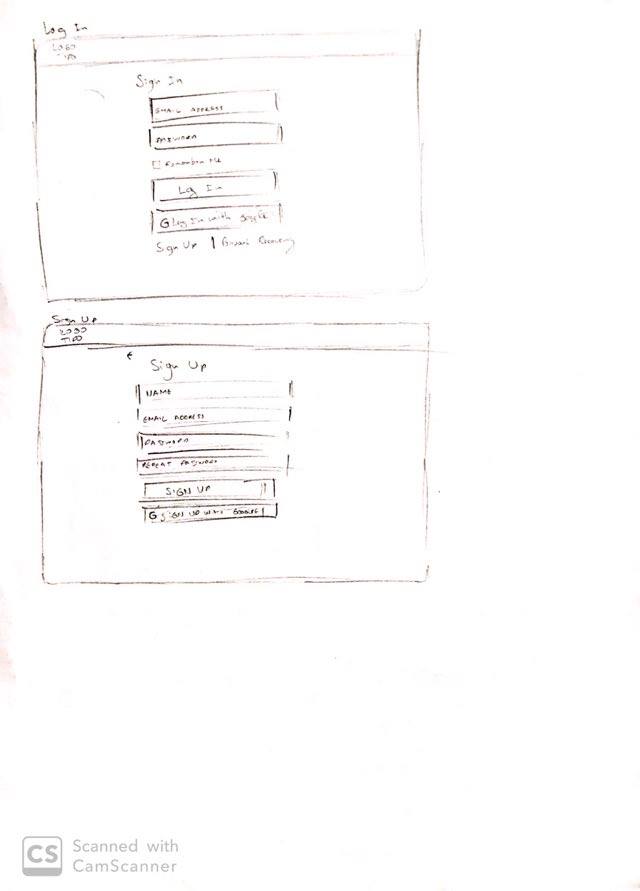 Log In
LOGO
TIPO
Sign In
EMAIL ADDRESS
PASSWORD
Remember Me
Log In
G Log In with Google
Sign Up | Recovery
Sign Up
LOGO
TIPO
←
Sign Up
NAME
EMAIL ADDRESS
PASSWORD
REPEAT PASSWORD
SIGN UP
G SIGN UP WITH GOOGLE
CS Scanned with
CamScanner